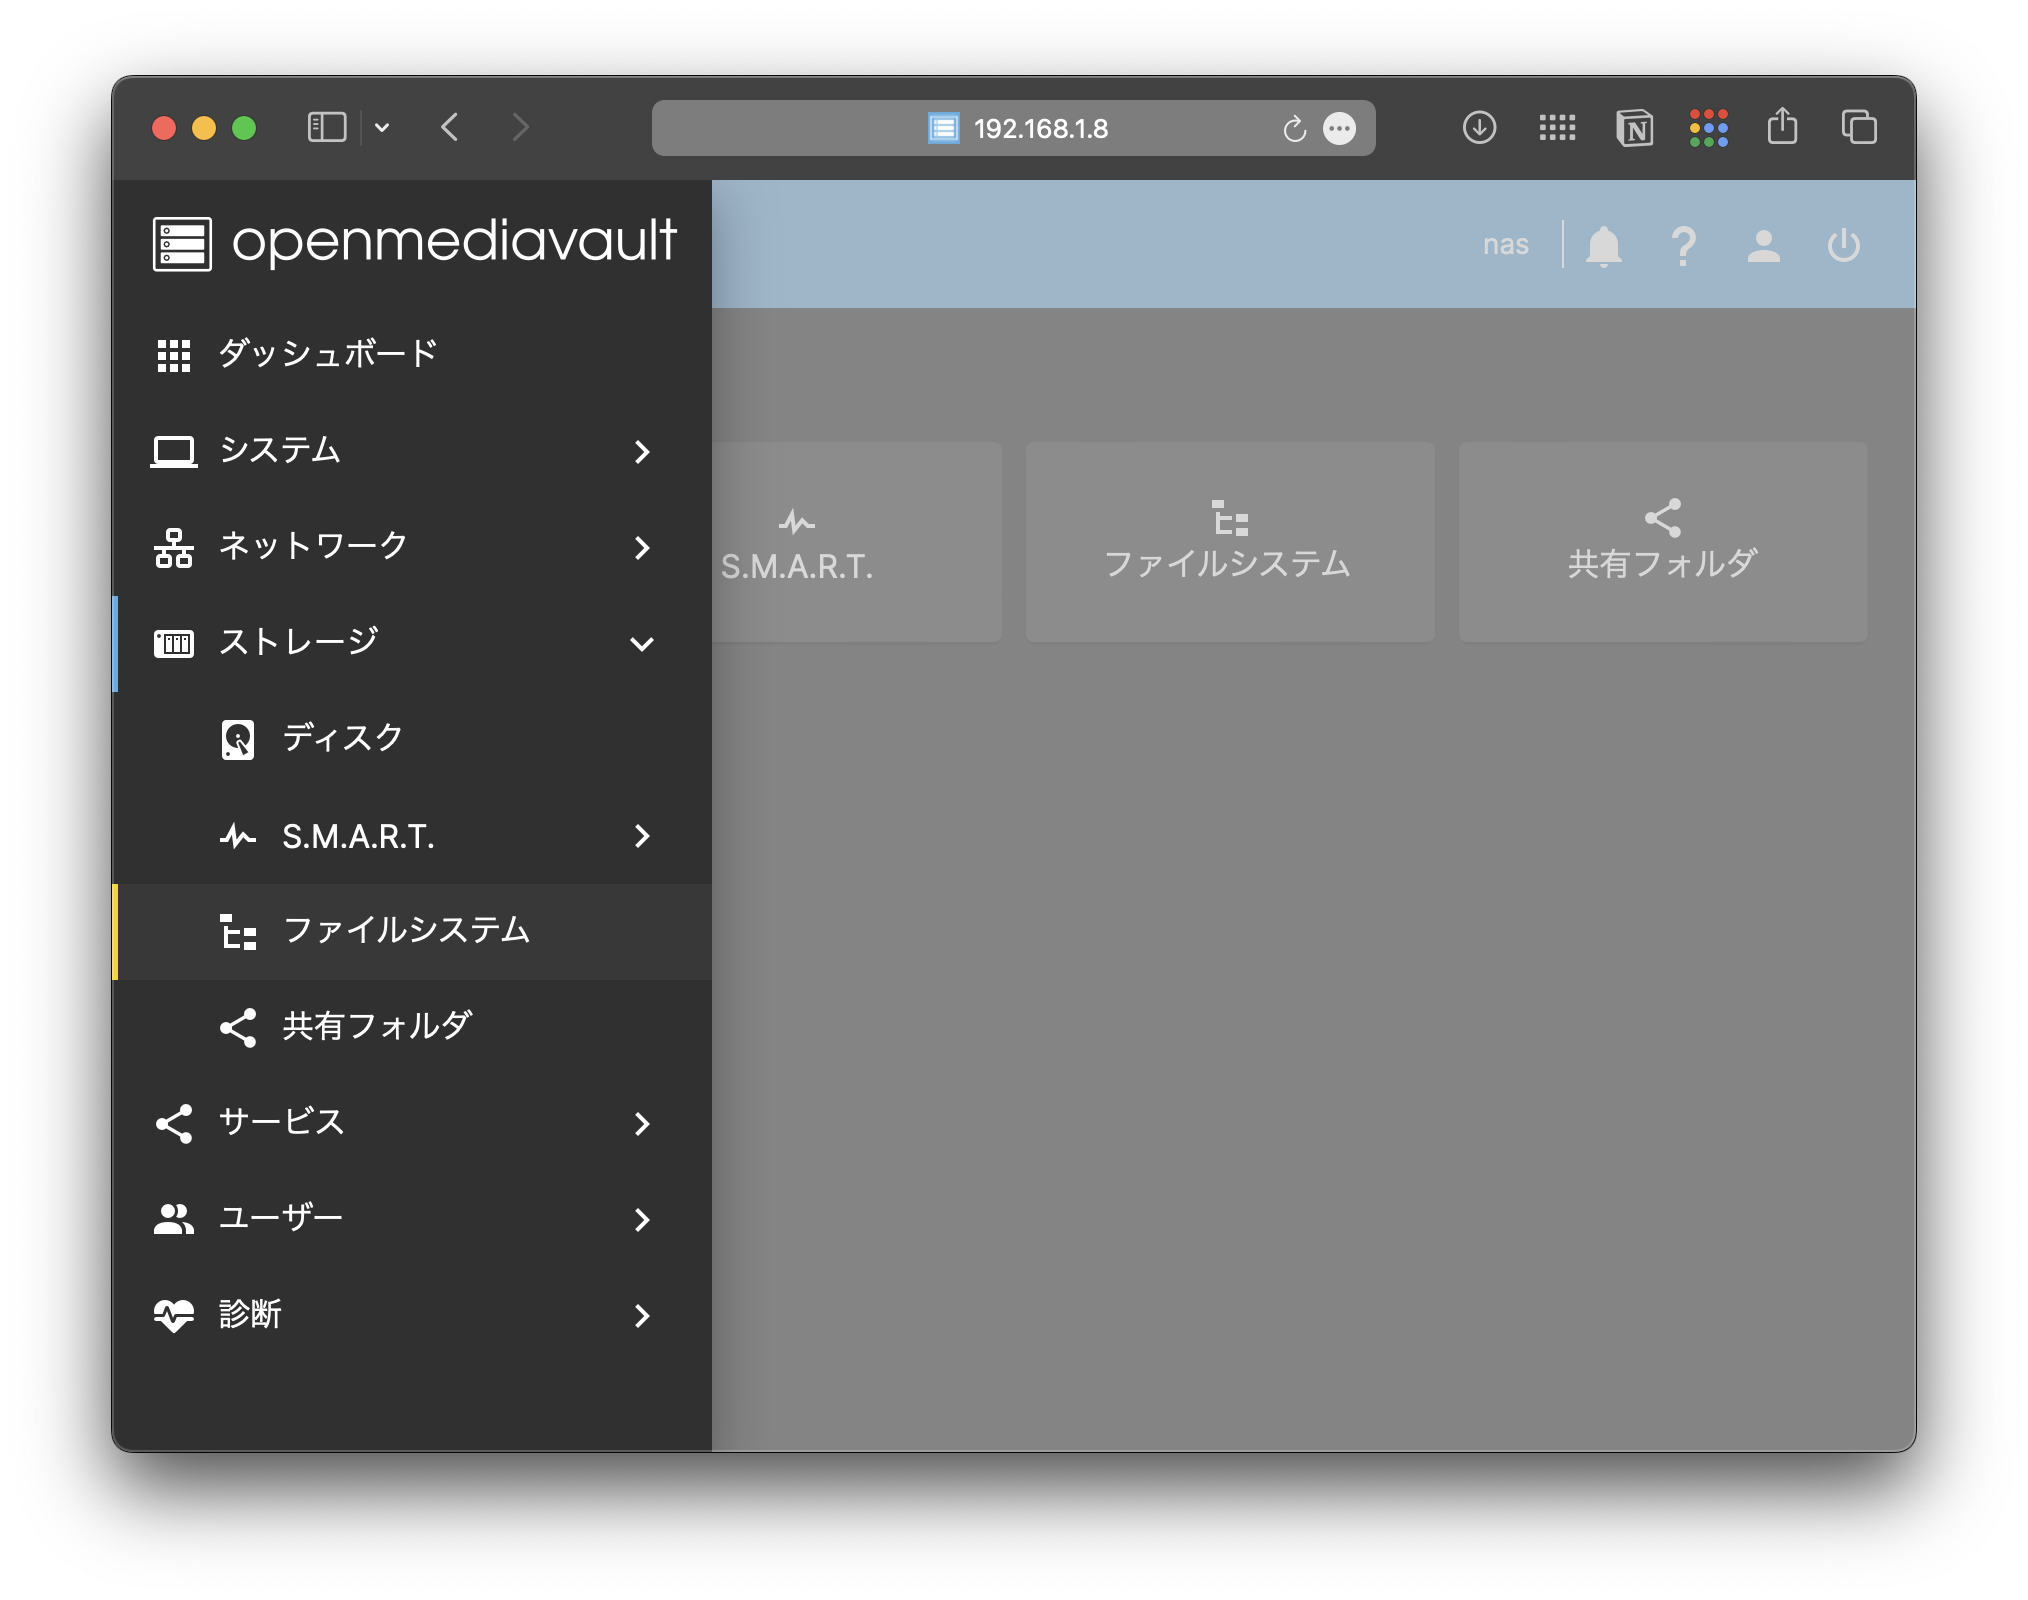 192.168.1.8
openmediavault
nas
ダッシュボード
システム
ネットワーク
ストレージ
ディスク
S.M.A.R.T.
ファイルシステム
共有フォルダ
サービス
ユーザー
診断
S.M.A.R.T.
ファイルシステム
共有フォルダ